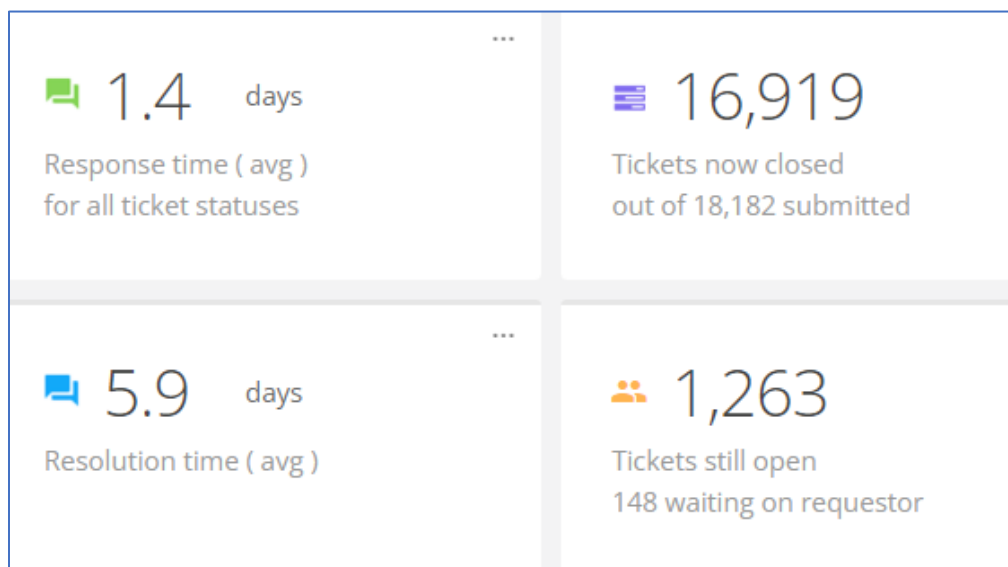 1.4 days
Response time ( avg )
for all ticket statuses
16,919
Tickets now closed
out of 18,182 submitted
5.9 days
Resolution time ( avg )
1,263
Tickets still open
148 waiting on requestor